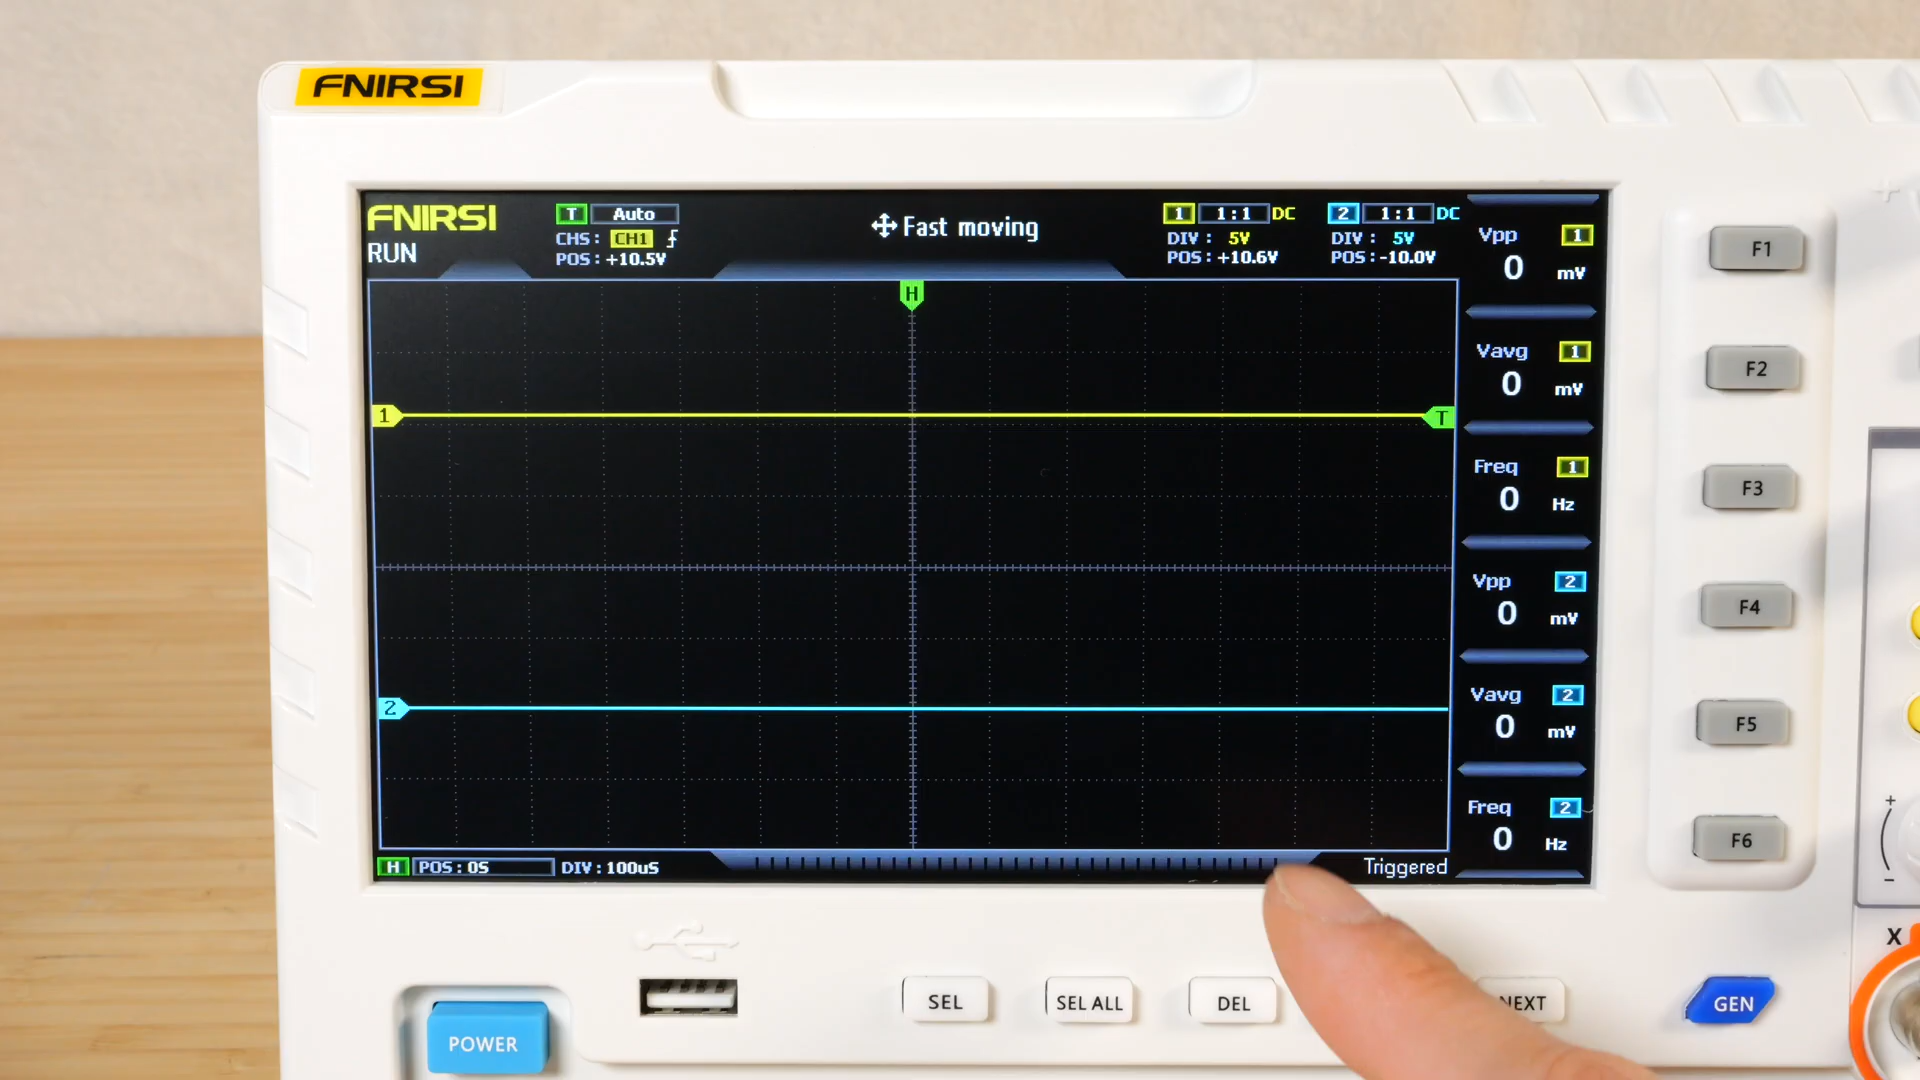 FNIRSI
FNIRSI
RUN
T Auto
CHS: CH1
POS:+10.5V
Fast moving
1 1:1 DC
DIV: 5V
POS:+10.6V
2 1:1 DC
DIV: 5V
POS:-10.0V
H
1
T
2
Vpp 1
0 mV
Vavg 1
0 mV
Freq 1
0 Hz
Vpp 2
0 mV
Vavg 2
0 mV
Freq 2
0 Hz
H POS:0S DIV:100uS
Triggered
F1
F2
F3
F4
F5
F6
+
-
X
POWER
SEL
SEL ALL
DEL
NEXT
GEN